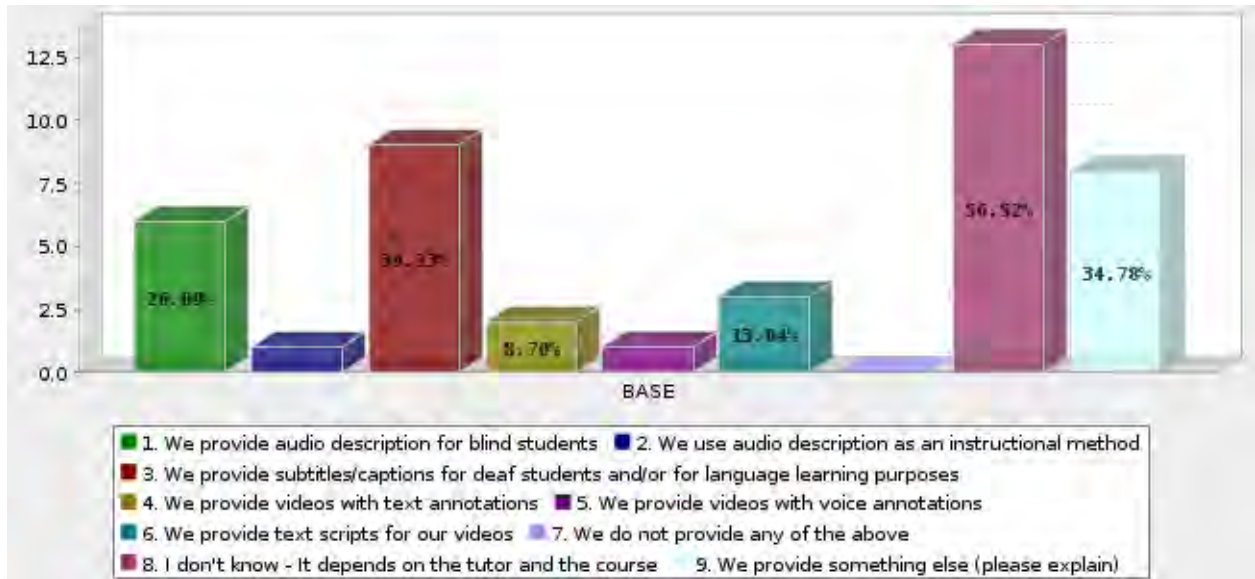 12.5
10.0
7.5
5.0
2.5
0.0
56.52%
34.78%
13.04%
8.70%
BASE
1. We provide audio description for blind students 2. We use audio description as an instructional method
3. We provide subtitles/captions for deaf students and/or for language learning purposes
4. We provide videos with text annotations 5. We provide videos with voice annotations
6. We provide text scripts for our videos 7. We do not provide any of the above
8. I don't know - It depends on the tutor and the course 9. We provide something else (please explain)